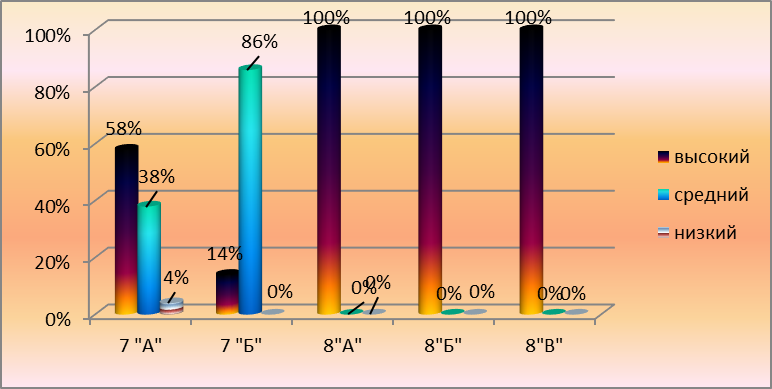 100%
80%
60%
40%
20%
0%
58%
38%
4%
14%
86%
0%
100%
0%
0%
100%
0%
0%
100%
0%
0%
7 "А"
7 "Б"
8"А"
8"Б"
8"В"
высокий
средний
низкий